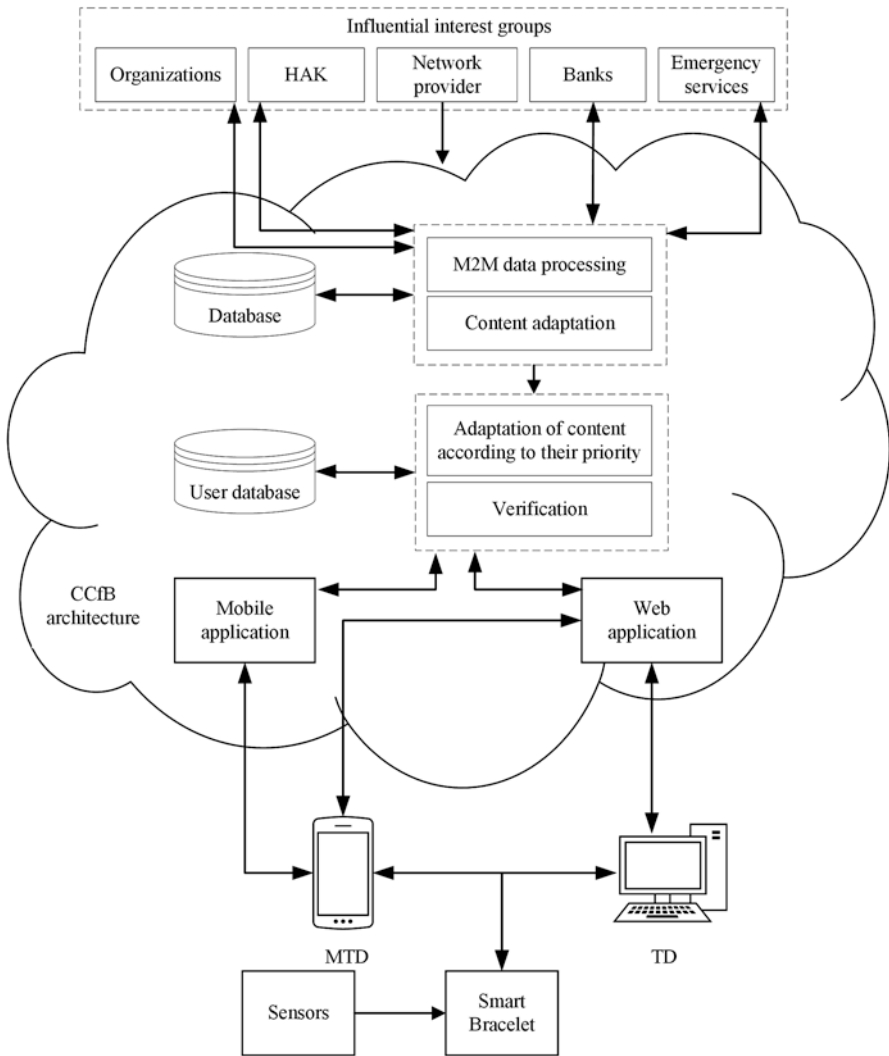 Influential interest groups
Organizations
HAK
Network
provider
Banks
Emergency
services
M2M data processing
Database
Content adaptation
Adaptation of content
according to their priority
User database
Verification
CCfB
architecture
Mobile
application
Web
application
MTD
TD
Sensors
Smart
Bracelet